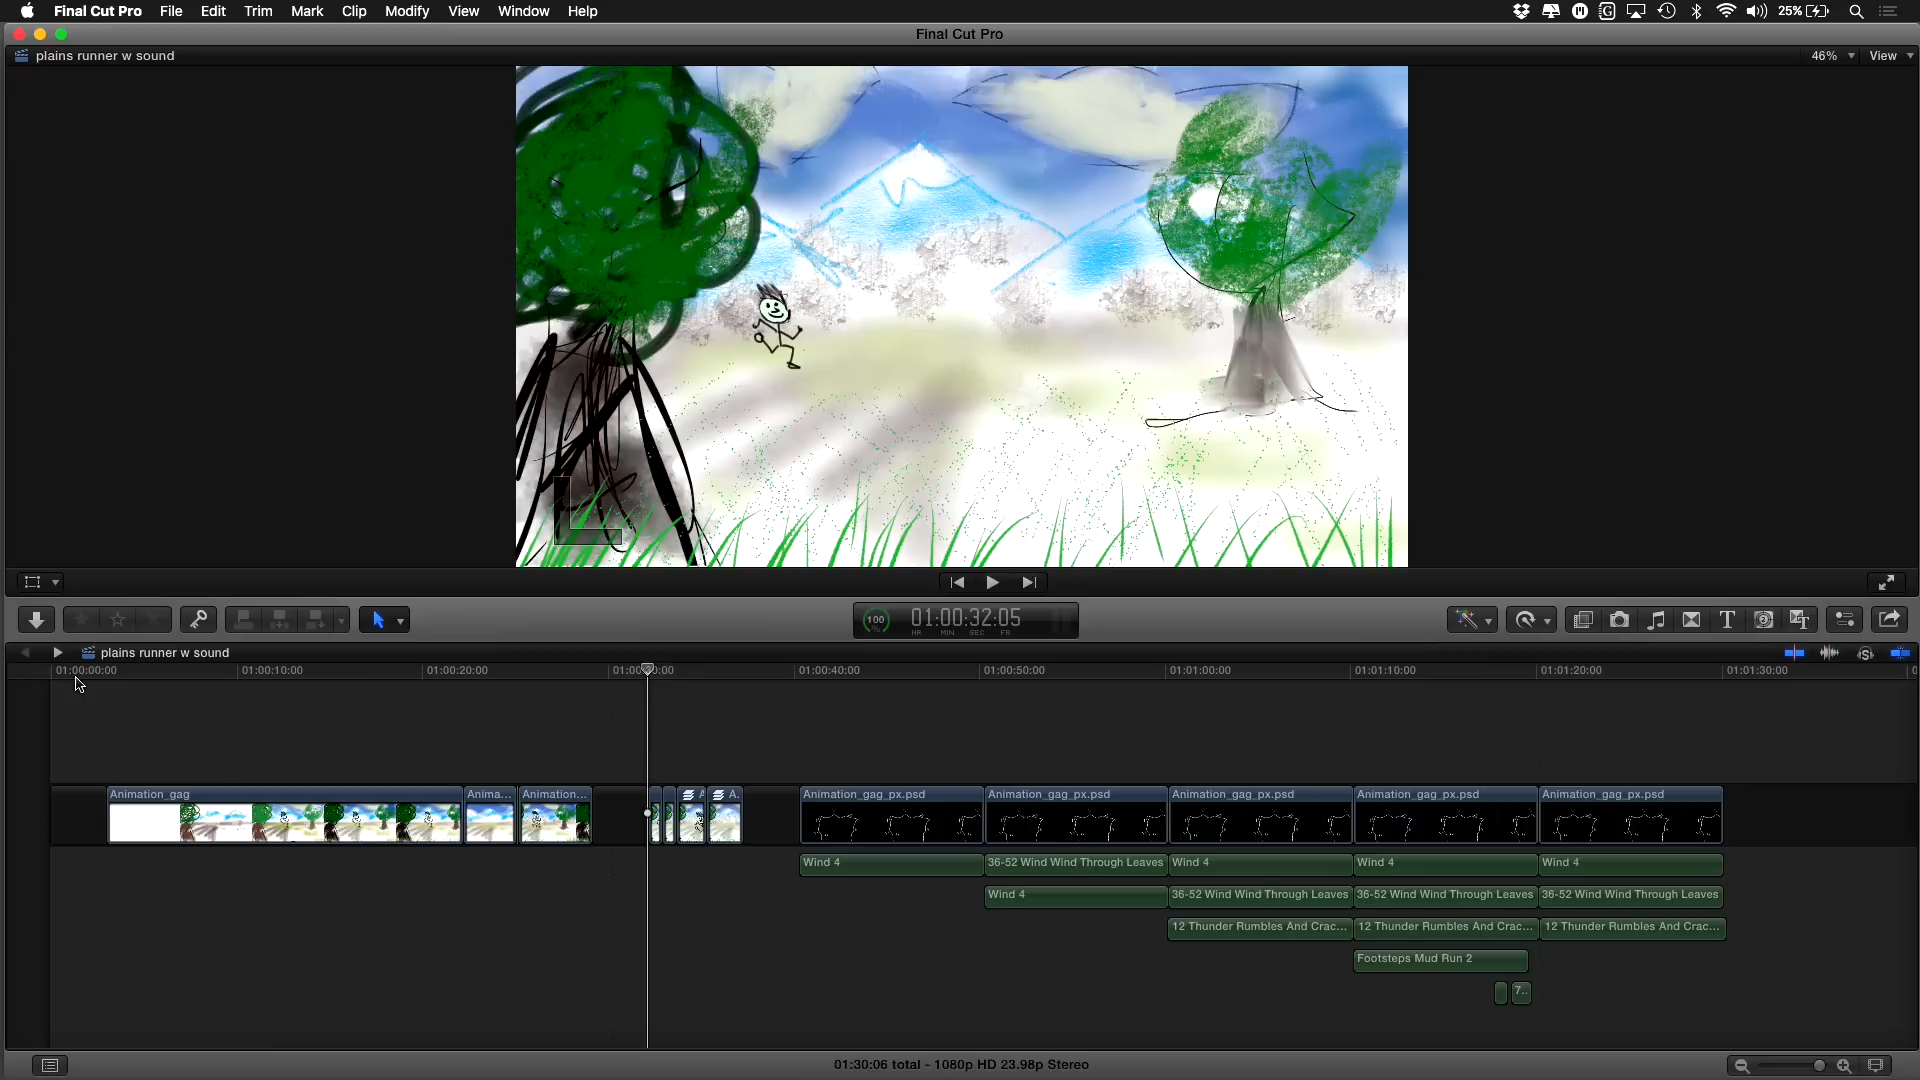 Final Cut Pro File Edit Trim Mark Clip Modify View Window Help 25%
Final Cut Pro
plains runner w sound 46% View
100 % 01:00:32:05
HR MIN SEC FR
plains runner w sound
01:00:00:00 01:00:10:00 01:00:20:00 01:00:40:00 01:00:50:00 01:01:00:00 01:01:10:00 01:01:20:00 01:01:30:00
Animation_gag Anima... Animation... A. Animation_gag_px.psd Animation_gag_px.psd Animation_gag_px.psd Animation_gag_px.psd Animation_gag_px.psd
Wind 4 36-52 Wind Wind Through Leaves Wind 4 Wind 4 Wind 4
Wind 4 36-52 Wind Wind Through Leaves 36-52 Wind Wind Through Leaves 36-52 Wind Wind Through Leaves
12 Thunder Rumbles And Crac... 12 Thunder Rumbles And Crac... 12 Thunder Rumbles And Crac...
Footsteps Mud Run 2
7..
01:30:06 total - 1080p HD 23.98p Stereo